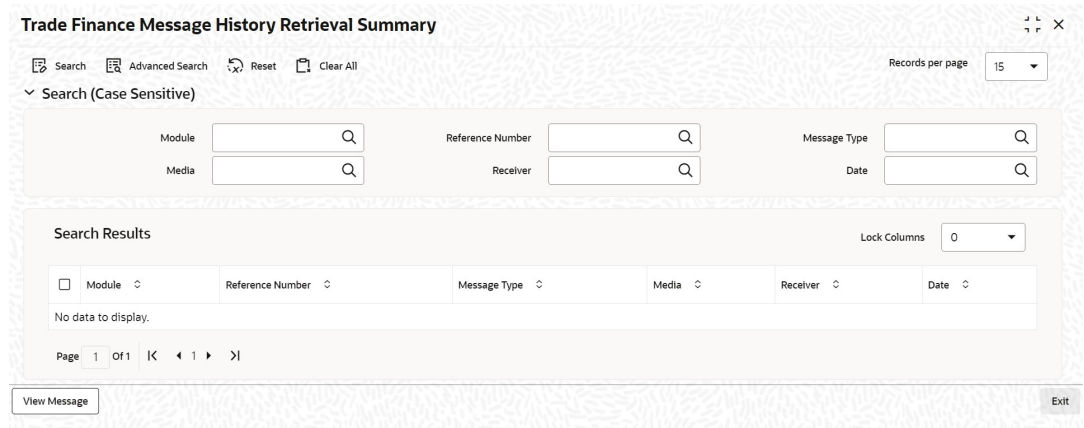 Trade Finance Message History Retrieval Summary
Search Advanced Search Reset Clear All Records per page 15
Search (Case Sensitive)
Module Reference Number Message Type
Media Receiver Date
Search Results
Lock Columns 0
Module Reference Number Message Type Media Receiver Date
No data to display.
Page 1 Of 1 1
View Message Exit